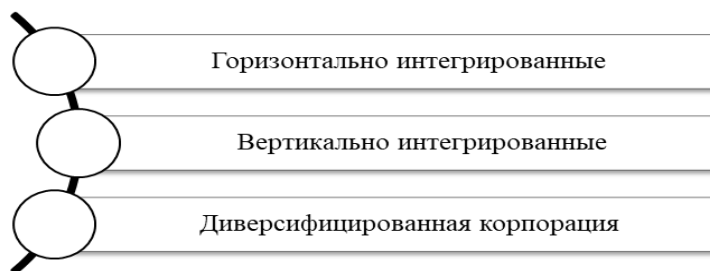 Горизонтально интегрированные
Вертикально интегрированные
Диверсифицированная корпорация